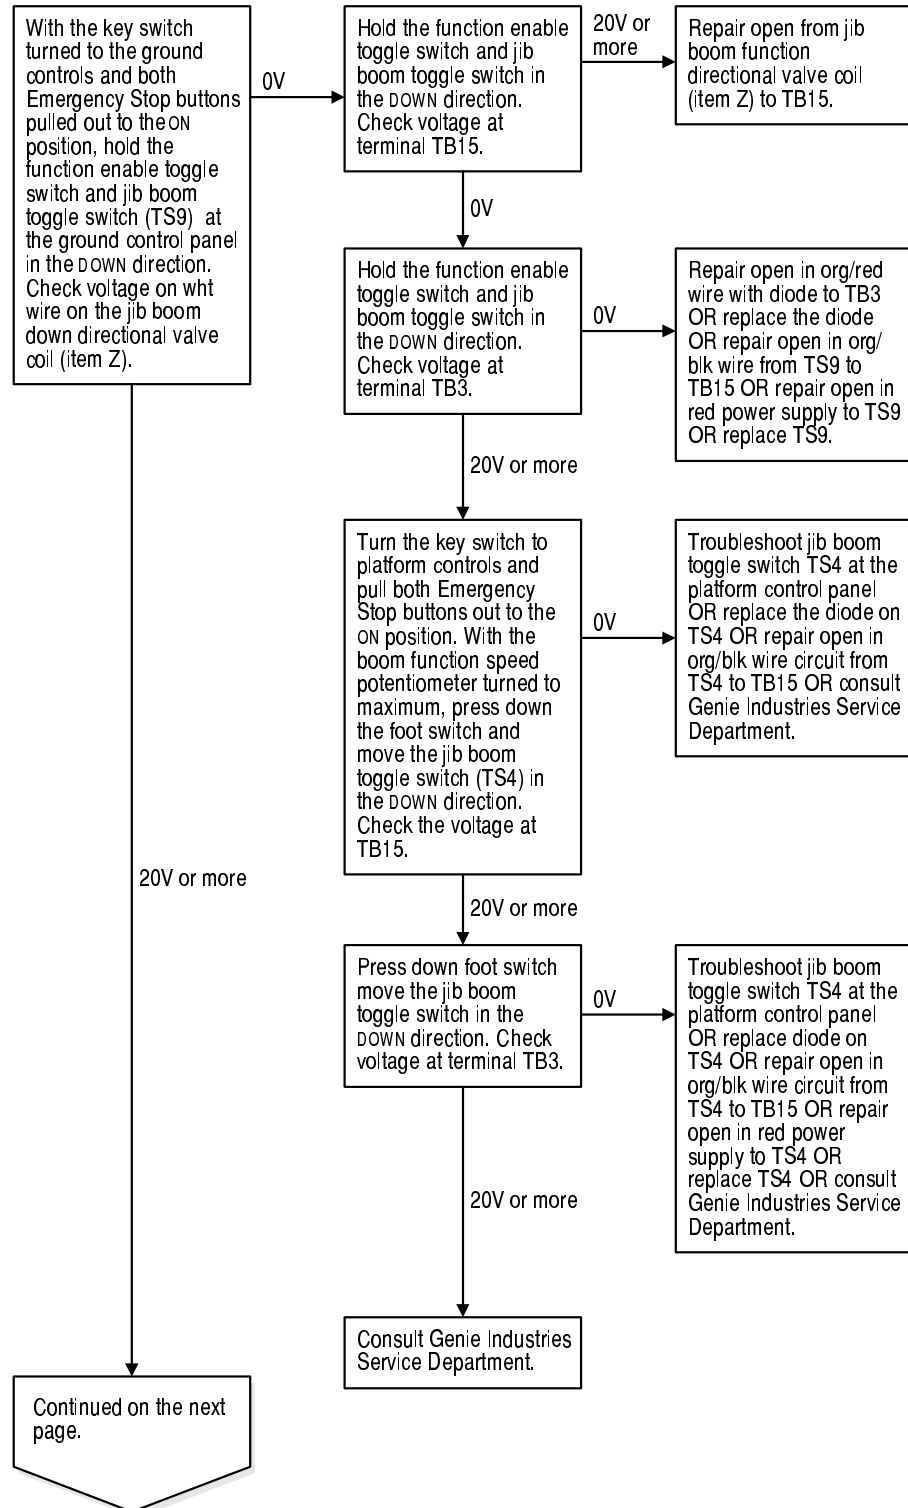 With the key switch
turned to the ground
controls and both
Emergency Stop buttons
pulled out to the ON
position, hold the
function enable toggle
switch and jib boom
toggle switch (TS9) at
the ground control panel
in the DOWN direction.
Check voltage on wht
wire on the jib boom
down directional valve
coil (item Z).
0V
Hold the function enable
toggle switch and jib
boom toggle switch in
the DOWN direction.
Check voltage at
terminal TB15.
20V or
more
Repair open from jib
boom function
directional valve coil
(item Z) to TB15.
0V
Hold the function enable
toggle switch and jib
boom toggle switch in
the DOWN direction.
Check voltage at
terminal TB3.
0V
Repair open in org/red
wire with diode to TB3
OR replace the diode
OR repair open in org/
blk wire from TS9 to
TB15 OR repair open in
red power supply to TS9
OR replace TS9.
20V or more
Turn the key switch to
platform controls and
pull both Emergency
Stop buttons out to the
ON position. With the
boom function speed
potentiometer turned to
maximum, press down
the foot switch and
move the jib boom
toggle switch (TS4) in
the DOWN direction.
Check the voltage at
TB15.
0V
Troubleshoot jib boom
toggle switch TS4 at the
platform control panel
OR replace the diode on
TS4 OR repair open in
org/blk wire circuit from
TS4 to TB15 OR consult
Genie Industries Service
Department.
20V or more
20V or more
Press down foot switch
move the jib boom
toggle switch in the
DOWN direction. Check
voltage at terminal TB3.
0V
Troubleshoot jib boom
toggle switch TS4 at the
platform control panel
OR replace diode on
TS4 OR repair open in
org/blk wire circuit from
TS4 to TB15 OR repair
open in red power
supply to TS4 OR
replace TS4 OR consult
Genie Industries Service
Department.
20V or more
Consult Genie Industries
Service Department.
Continued on the next
page.